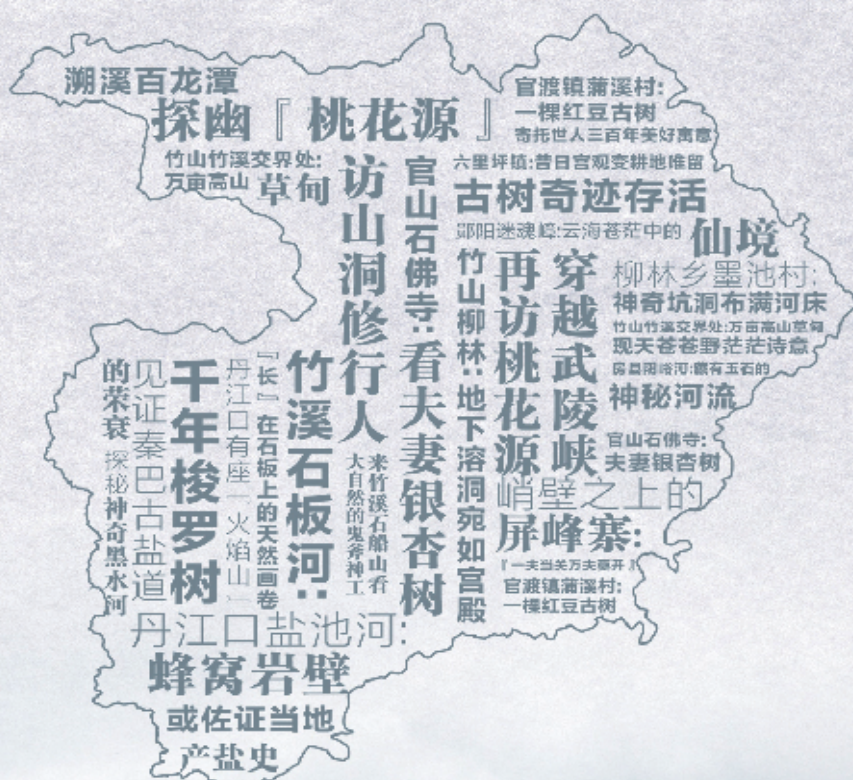 溯溪百龙潭
探幽『桃花源』
官渡镇蒲溪村:
一棵红豆古树
寄托世人三百年美好寓意
竹山竹溪交界处:
万亩高山草甸
访山洞修行人
官山石佛寺:看夫妻银杏树
六里坪镇:昔日宫观变耕地唯留
古树奇迹存活
郧阳迷魂嶂:云海苍茫中的仙境
竹山柳林:地下溶洞宛如宫殿
再访桃花源
穿越武陵峡
柳林乡墨池村:
神奇坑洞布满河床
竹山竹溪交界处:万亩高山草甸
现天苍苍野茫茫诗意
房县阴峪河:藏有玉石的
神秘河流
官山石佛寺:
夫妻银杏树
峭壁之上的
屏峰寨:
『一夫当关万夫莫开』
官渡镇蒲溪村:
一棵红豆古树
的荣衰
见证秦巴古盐道
千年梭罗树
探秘神奇黑水河
丹江口有座“火焰山”
『长』在石板上的天然画卷
竹溪石板河:
来竹溪石船山看
大自然的鬼斧神工
丹江口盐池河:
蜂窝岩壁
或佐证当地
产盐史